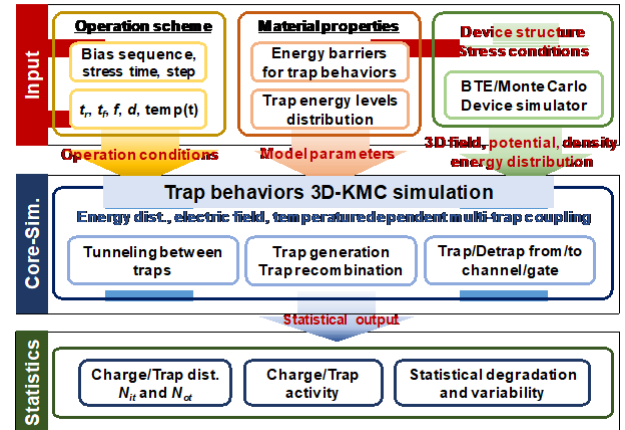 Input
Operation scheme
Bias sequence,
stress time, step
tr, tf, f, d, temp(t)
Operation conditions
Material properties
Energy barriers
for trap behaviors
Trap energy levels
distribution
Model parameters
Device structure
Stress conditions
BTE/Monte Carlo
Device simulator
3D field, potential, density
energy distribution
Core-Sim.
Trap behaviors 3D-KMC simulation
Energy dist., electric field, temperature dependent multi-trap coupling
Tunneling between
traps
Trap generation
Trap recombination
Trap/Detrap from/to
channel/gate
Statistical output
Statistics
Charge/Trap dist.
Nit and Not
Charge/Trap
activity
Statistical degradation
and variability